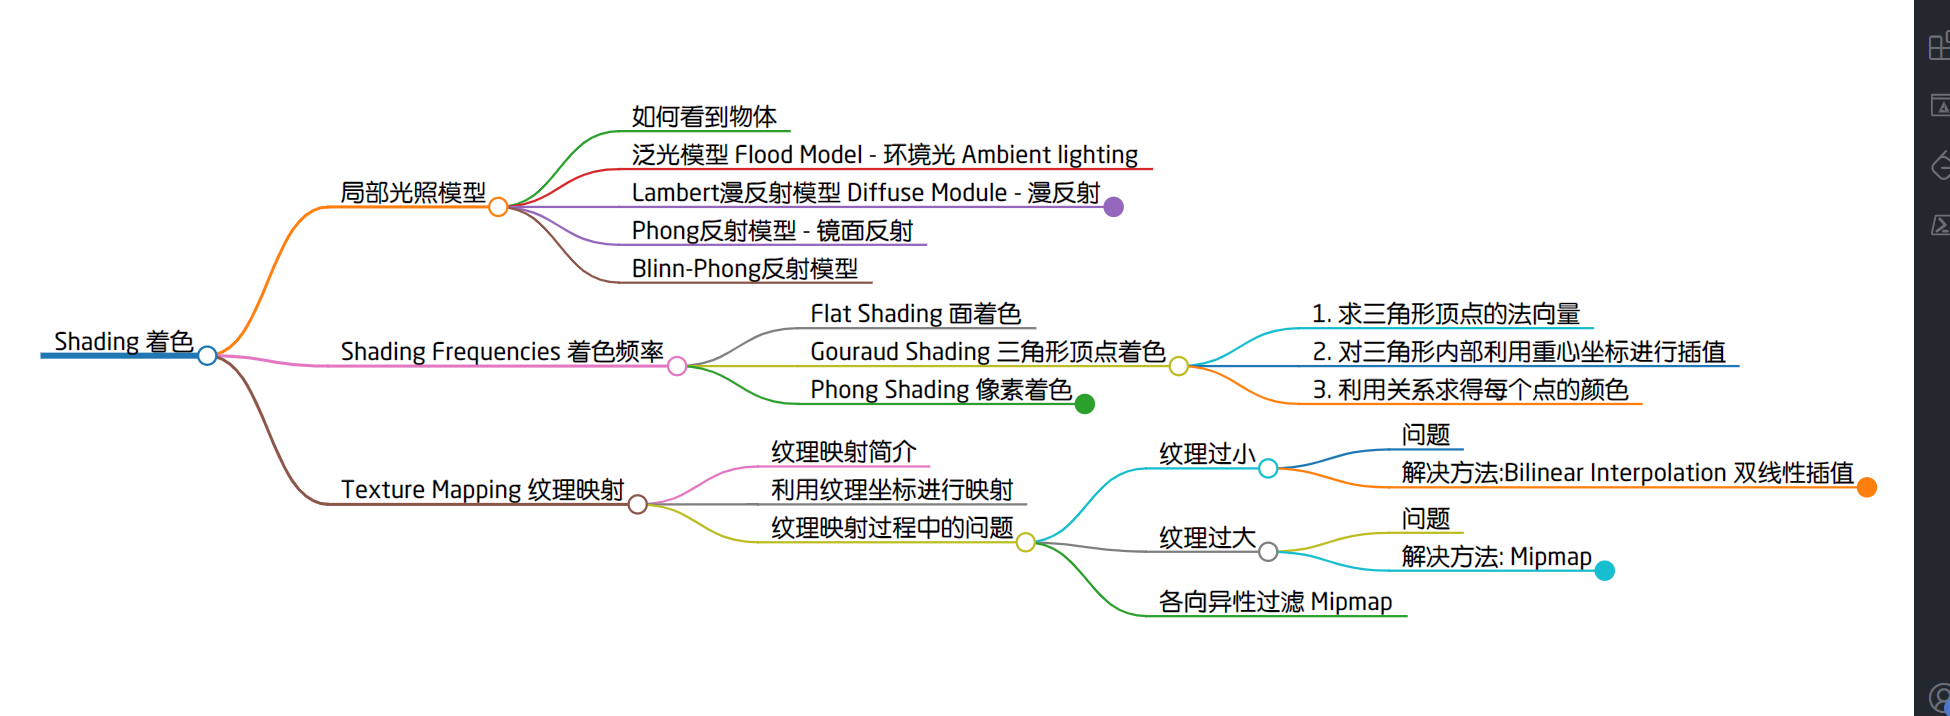 Shading 着色
局部光照模型
如何看到物体
泛光模型 Flood Model - 环境光 Ambient lighting
Lambert漫反射模型 Diffuse Module - 漫反射
Phong反射模型 - 镜面反射
Blinn-Phong反射模型
Shading Frequencies 着色频率
Flat Shading 面着色
Gouraud Shading 三角形顶点着色
1. 求三角形顶点的法向量
2. 对三角形内部利用重心坐标进行插值
3. 利用关系求得每个点的颜色
Phong Shading 像素着色
Texture Mapping 纹理映射
纹理映射简介
利用纹理坐标进行映射
纹理映射过程中的问题
纹理过小
问题
解决方法:Bilinear Interpolation 双线性插值
纹理过大
问题
解决方法: Mipmap
各向异性过滤 Mipmap